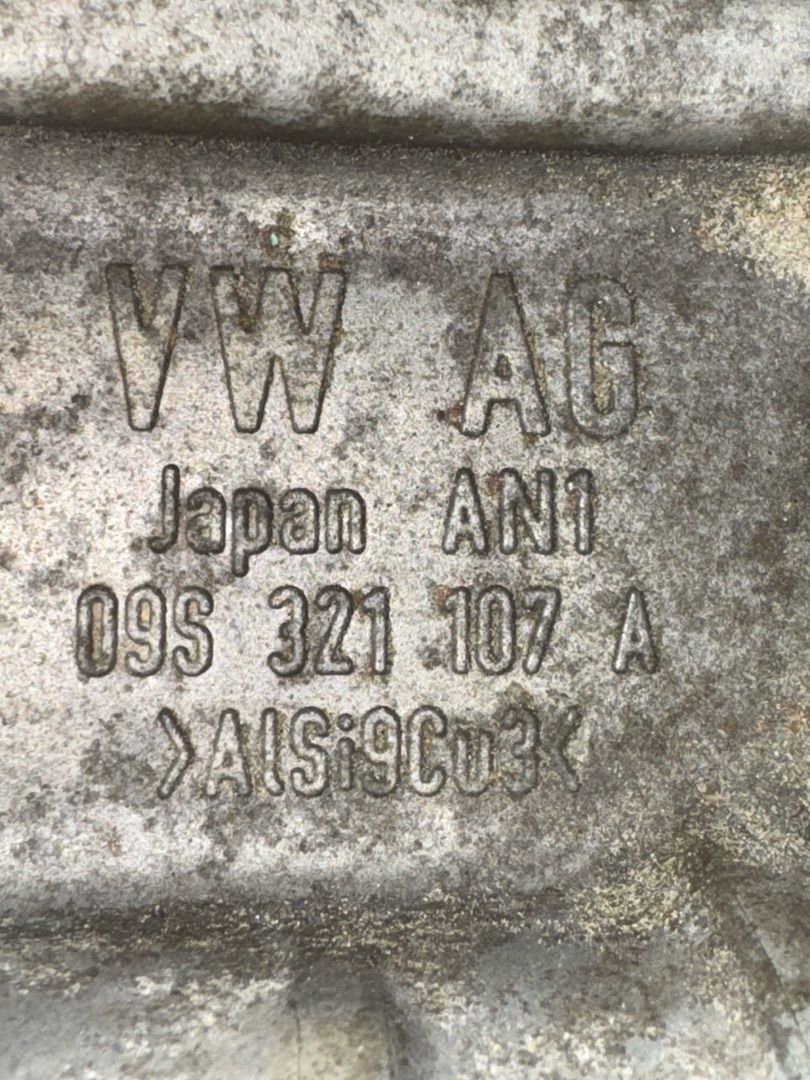 VW AG
Japan AN1
09S 321 107 A
>AlSi9Cu3<